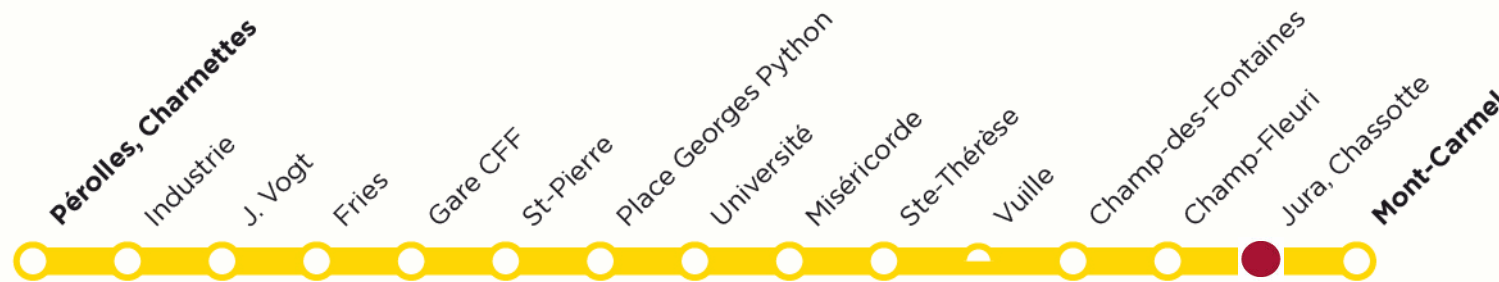 Pérolles, Charmettes
Industrie
J. Vogt
Fries
Gare CFF
St-Pierre
Place Georges Python
Université
Miséricorde
Ste-Thérèse
Vuille
Champ-des-Fontaines
Champ-Fleuri
Jura, Chassotte
Mont-Carmel